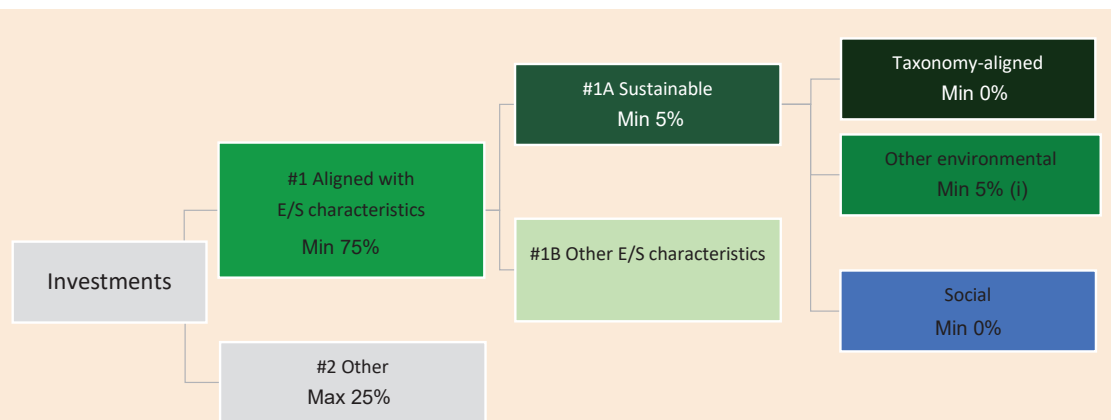 Investments
#1 Aligned with
E/S characteristics
Min 75%
#2 Other
Max 25%
#1A Sustainable
Min 5%
#1B Other E/S characteristics
Taxonomy-aligned
Min 0%
Other environmental
Min 5% (i)
Social
Min 0%